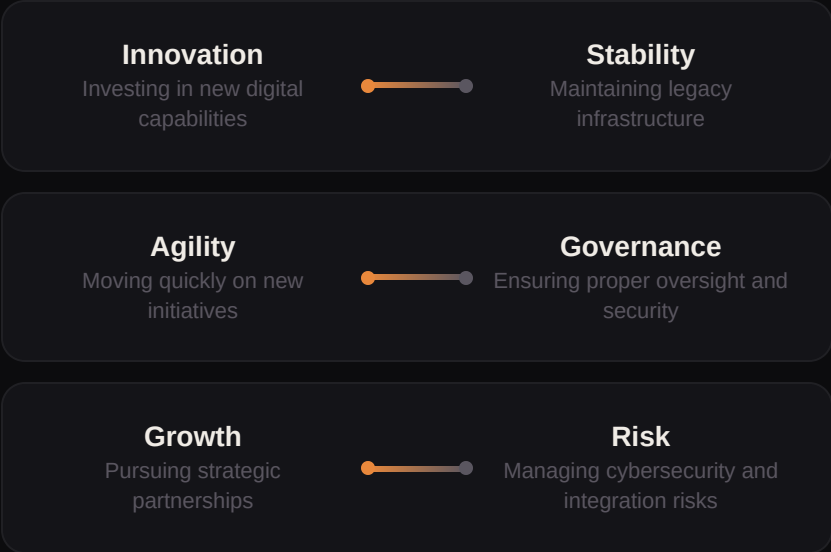 Innovation
Investing in new digital
capabilities
Stability
Maintaining legacy
infrastructure
Agility
Moving quickly on new
initiatives
Governance
Ensuring proper oversight and
security
Growth
Pursuing strategic
partnerships
Risk
Managing cybersecurity and
integration risks